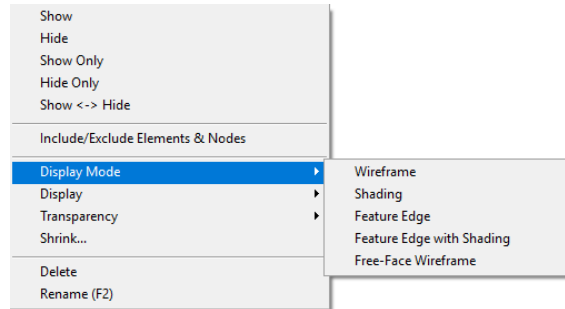 Show
Hide
Show Only
Hide Only
Show <-> Hide
Include/Exclude Elements & Nodes
Display Mode
Display
Transparency
Shrink...
Delete
Rename (F2)
Wireframe
Shading
Feature Edge
Feature Edge with Shading
Free-Face Wireframe